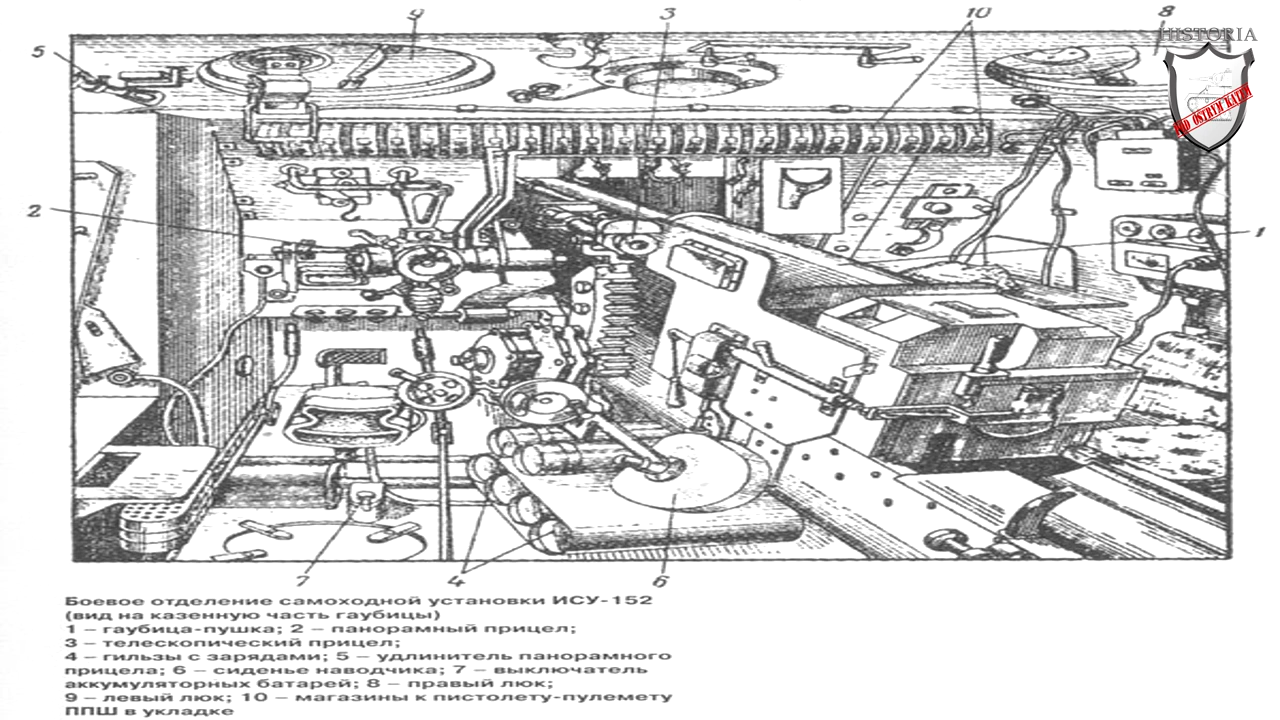 9 3 10 8
HISTORIA
POD OSTRYM KĄTEM
5
2
1
7 4 6
Боевое отделение самоходной установки ИСУ-152
(вид на казенную часть гаубицы)
1 – гаубица-пушка; 2 – панорамный прицел;
3 – телескопический прицел;
4 – гильзы с зарядами; 5 – удлинитель панорамного
прицела; 6 – сиденье наводчика; 7 – выключатель
аккумуляторных батарей; 8 – правый люк;
9 – левый люк; 10 – магазины к пистолету-пулемету
ППШ в укладке